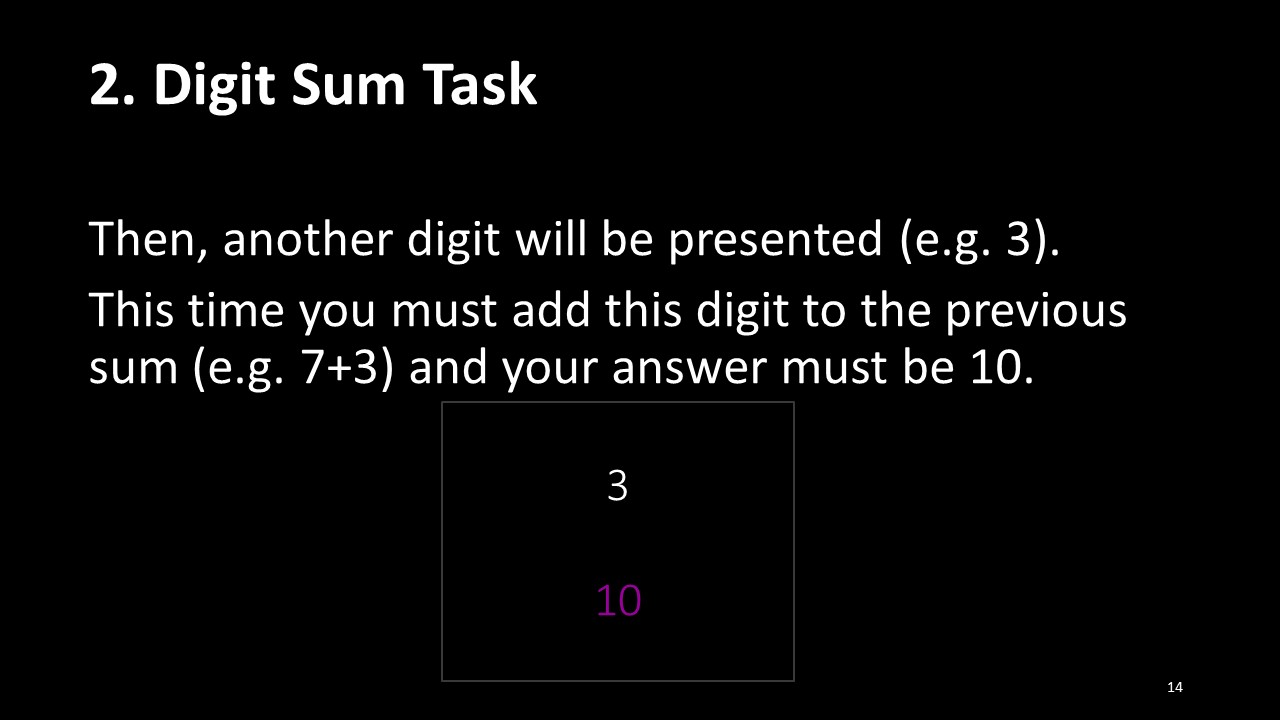 2. Digit Sum Task
Then, another digit will be presented (e.g. 3).
This time you must add this digit to the previous
sum (e.g. 7+3) and your answer must be 10.
3
10
14